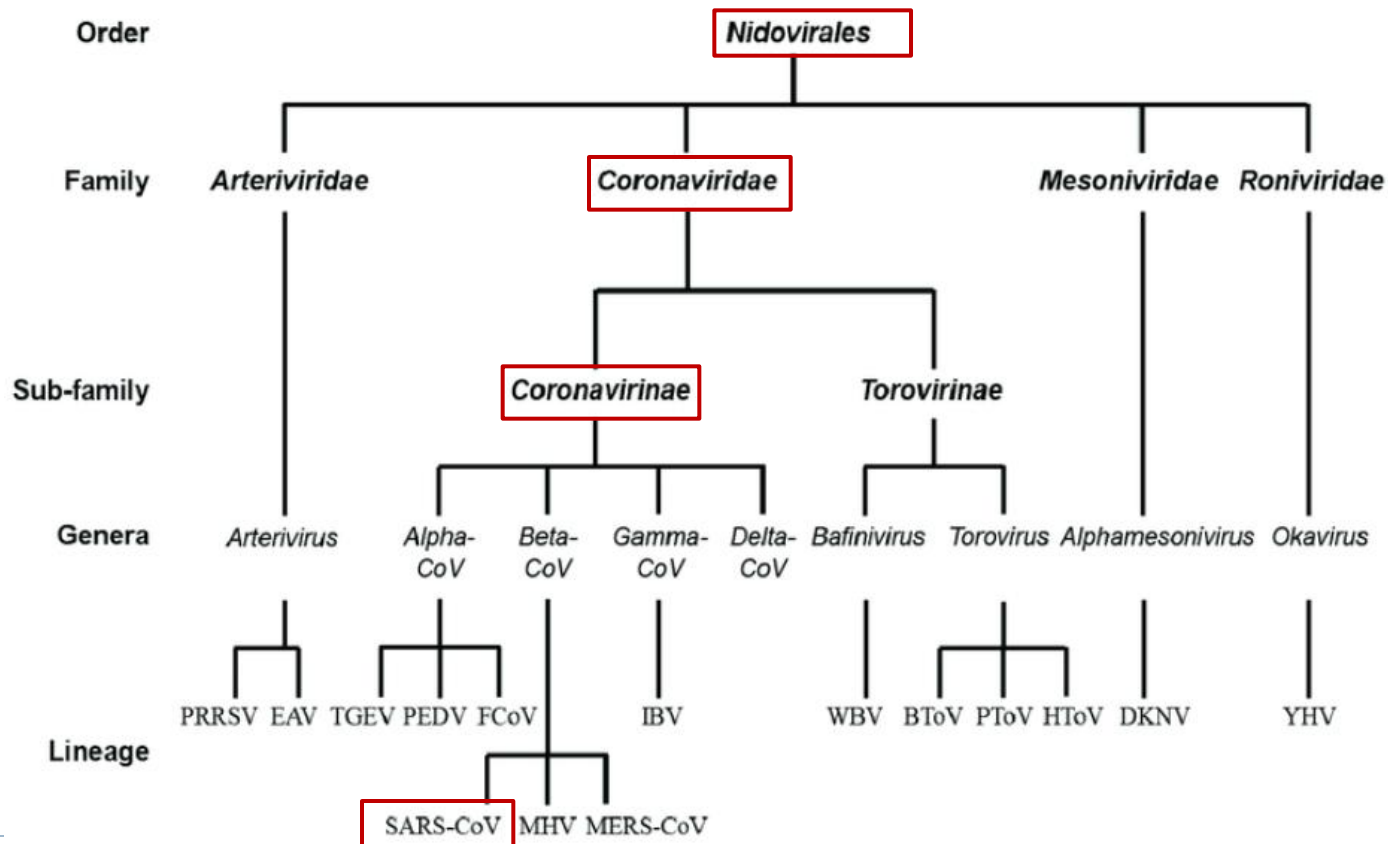 Order Nidovirales
Family Arteriviridae Coronaviridae Mesoniviridae Roniviridae
Sub-family Coronavirinae Torovirinae
Genera Arterivirus Alpha- Beta- Gamma- Delta- Bafinivirus Torovirus Alphamesonivirus Okavirus
CoV CoV CoV CoV
PRRSV EAV TGEV PEDV FCoV IBV WBV BToV PToV HToV DKNV YHV
Lineage
SARS-CoV MHV MERS-CoV